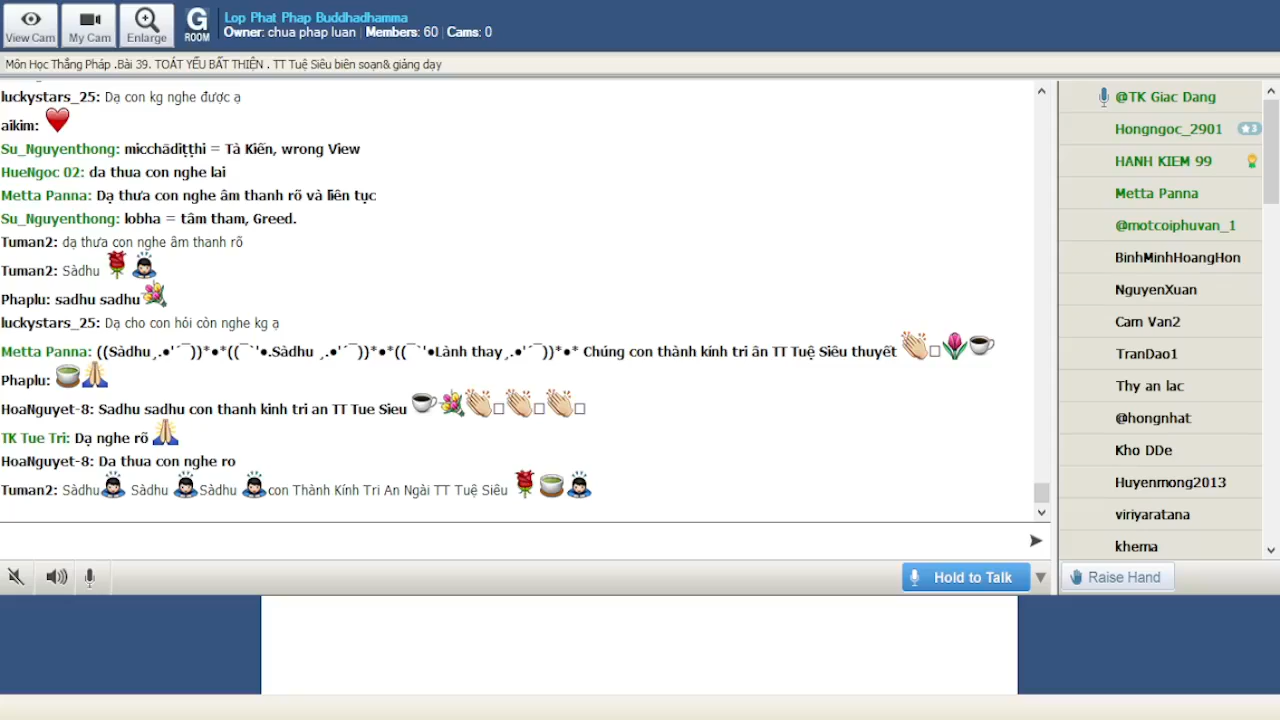 View Cam
My Cam
Enlarge
G
ROOM
Lop Phat Phap Buddhadhamma
Owner: chua phap luan | Members: 60 | Cams: 0
Môn Học Thắng Pháp .Bài 39. TOÁT YẾU BẤT THIỆN . TT Tuệ Siêu biên soạn& giảng dạy
luckystars_25: Dạ con kg nghe được ạ
aikim:
Su_Nguyenthong: micchādiṭṭhi = Tà Kiến, wrong View
HueNgoc 02: da thua con nghe lai
Metta Panna: Dạ thưa con nghe âm thanh rõ và liên tục
Su_Nguyenthong: lobha = tâm tham, Greed.
Tuman2: dạ thưa con nghe âm thanh rõ
Tuman2: Sàdhu
Phaplu: sadhu sadhu
luckystars_25: Dạ cho con hỏi còn nghe kg ạ
Metta Panna: ((Sàdhu¸.•'´¯))*•*((¯`'•.Sàdhu ¸.•'´¯))*•*((¯`'•Lành thay¸.•'´¯))*•* Chúng con thành kính tri ân TT Tuệ Siêu thuyết
Phaplu:
HoaNguyet-8: Sadhu sadhu con thanh kinh tri an TT Tue Sieu
TK Tue Tri: Dạ nghe rõ
HoaNguyet-8: Da thua con nghe ro
Tuman2: Sàdhu Sàdhu Sàdhu con Thành Kính Tri An Ngài TT Tuệ Siêu
Hold to Talk
@TK Giac Dang
Hongngoc_2901
3
HANH KIEM 99
Metta Panna
@motcoiphuvan_1
BinhMinhHoangHon
NguyenXuan
Cam Van2
TranDao1
Thy an lac
@hongnhat
Kho DDe
Huyenmong2013
viriyaratana
khema
Raise Hand